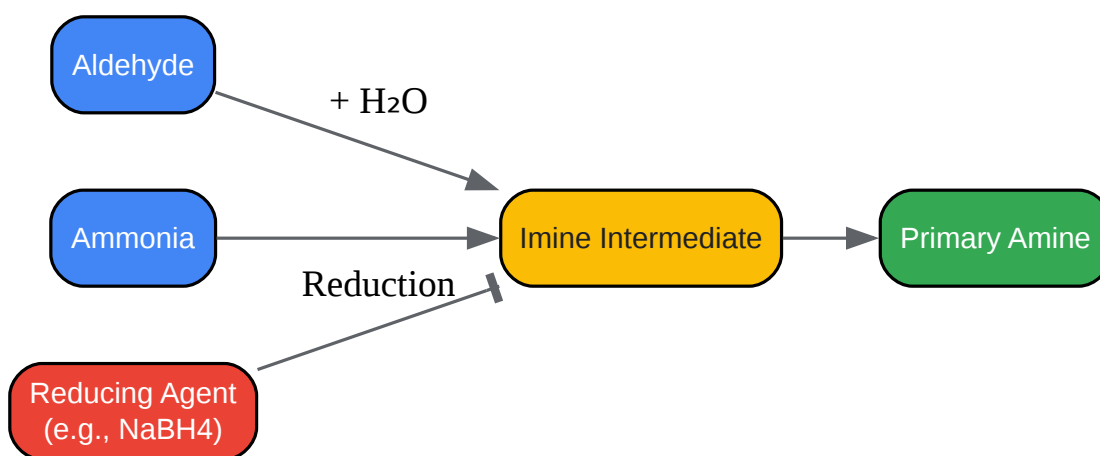 Aldehyde
+ H₂O
Ammonia
Imine Intermediate
Primary Amine
Reduction
Reducing Agent
(e.g., NaBH4)